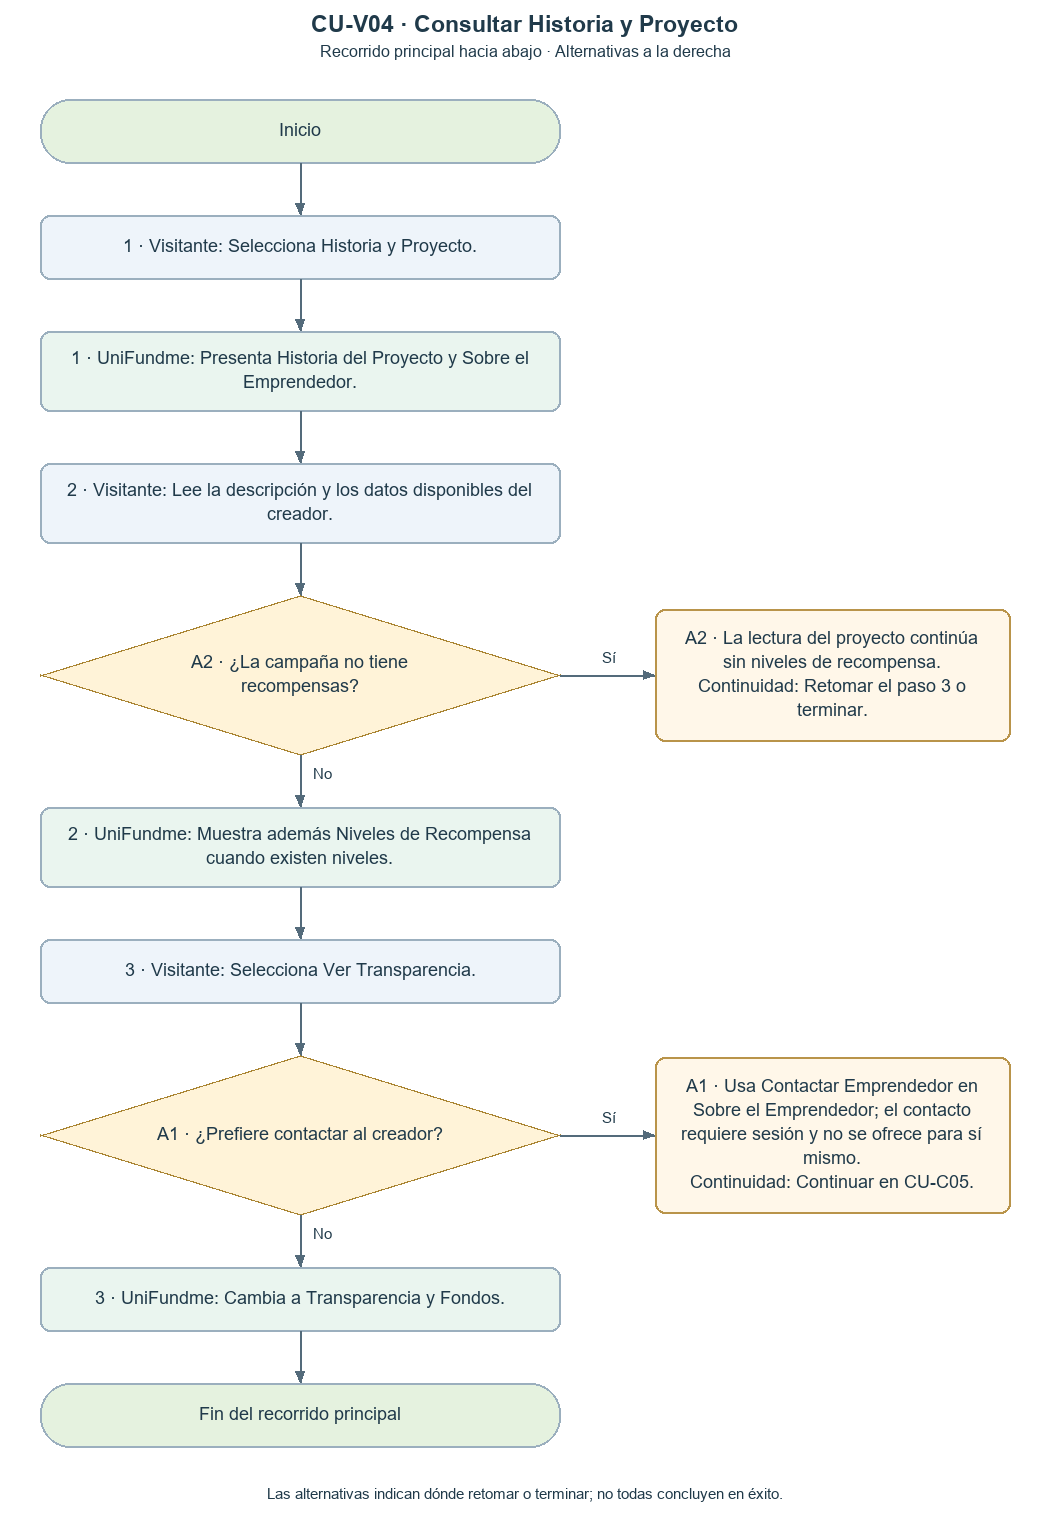 CU-V04 · Consultar Historia y Proyecto
Recorrido principal hacia abajo · Alternativas a la derecha
Inicio
1 · Visitante: Selecciona Historia y Proyecto.
1 · UniFundme: Presenta Historia del Proyecto y Sobre el
Emprendedor.
2 · Visitante: Lee la descripción y los datos disponibles del
creador.
A2 · ¿La campaña no tiene
recompensas?
Sí
A2 · La lectura del proyecto continúa
sin niveles de recompensa.
Continuidad: Retomar el paso 3 o
terminar.
No
2 · UniFundme: Muestra además Niveles de Recompensa
cuando existen niveles.
3 · Visitante: Selecciona Ver Transparencia.
A1 · ¿Prefiere contactar al creador?
Sí
A1 · Usa Contactar Emprendedor en
Sobre el Emprendedor; el contacto
requiere sesión y no se ofrece para sí
mismo.
Continuidad: Continuar en CU-C05.
No
3 · UniFundme: Cambia a Transparencia y Fondos.
Fin del recorrido principal
Las alternativas indican dónde retomar o terminar; no todas concluyen en éxito.